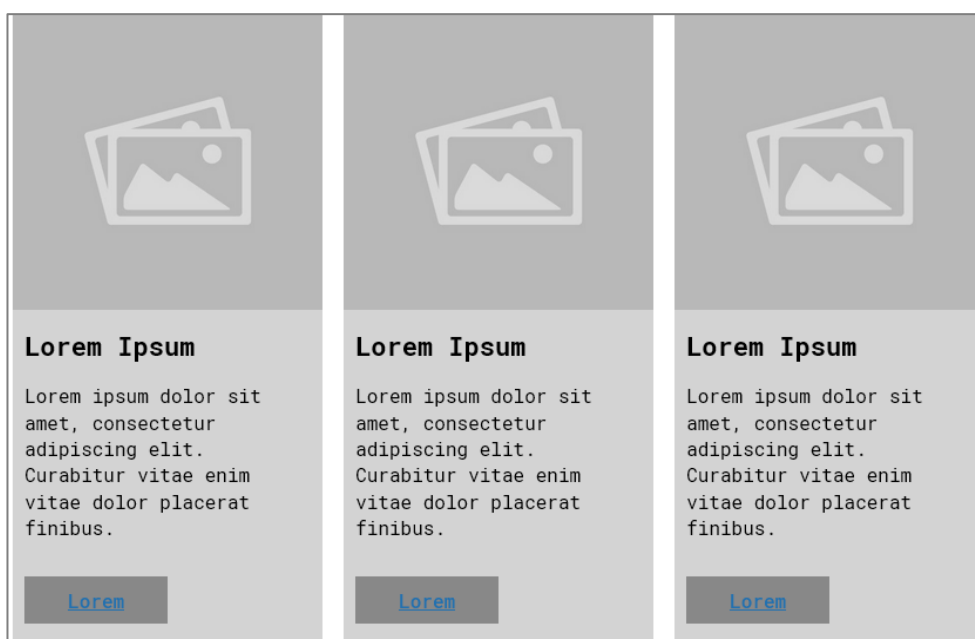 Lorem Ipsum
Lorem ipsum dolor sit
amet, consectetur
adipiscing elit.
Curabitur vitae enim
vitae dolor placerat
finibus.
Lorem
Lorem Ipsum
Lorem ipsum dolor sit
amet, consectetur
adipiscing elit.
Curabitur vitae enim
vitae dolor placerat
finibus.
Lorem
Lorem Ipsum
Lorem ipsum dolor sit
amet, consectetur
adipiscing elit.
Curabitur vitae enim
vitae dolor placerat
finibus.
Lorem